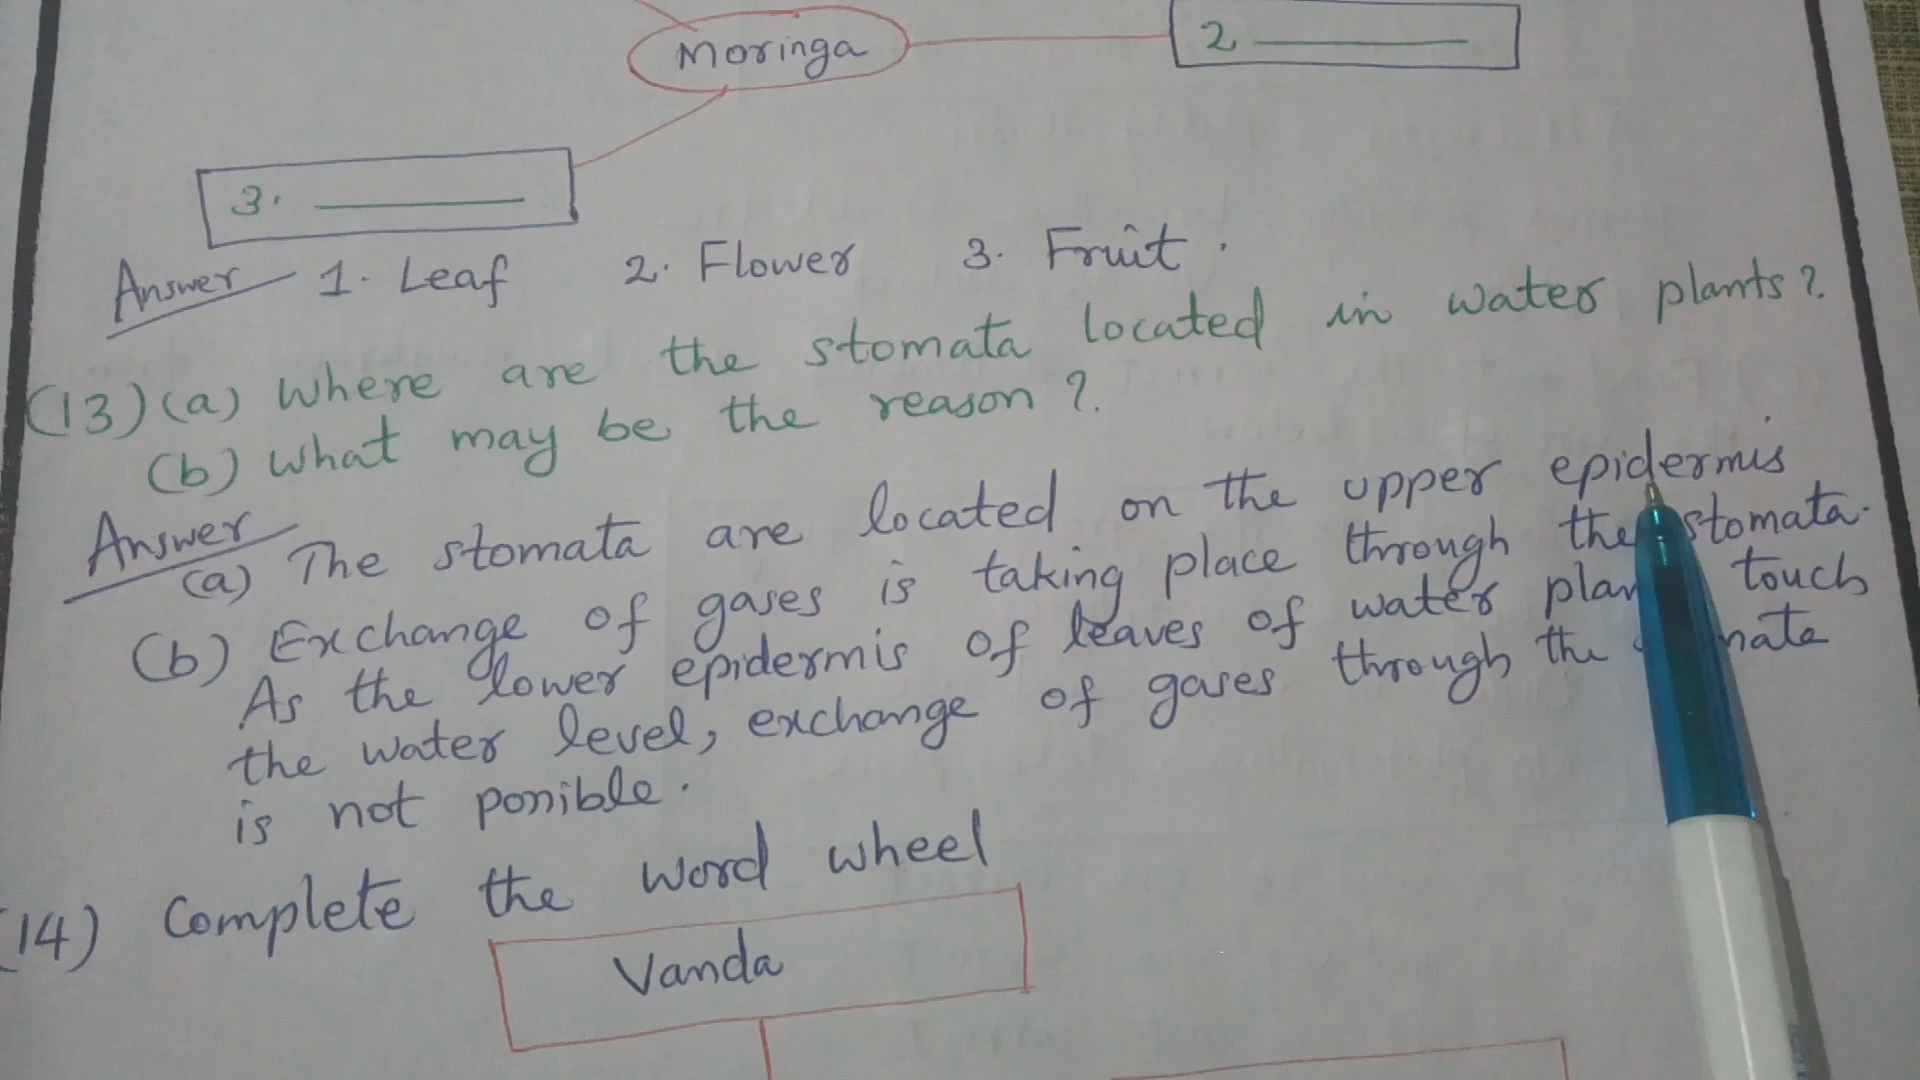 Moringa
2
3.
Answer 1. Leaf 2. Flower 3. Fruit.
(13) (a) Where are the stomata located in water plants?
(b) What may be the reason?
Answer
(a) The stomata are located on the upper epidermis
(b) Exchange of gases is taking place through the stomata.
As the lower epidermis of leaves of water touch
the water level, exchange of gases through the
is not possible.
(14) Complete the word wheel
Vanda